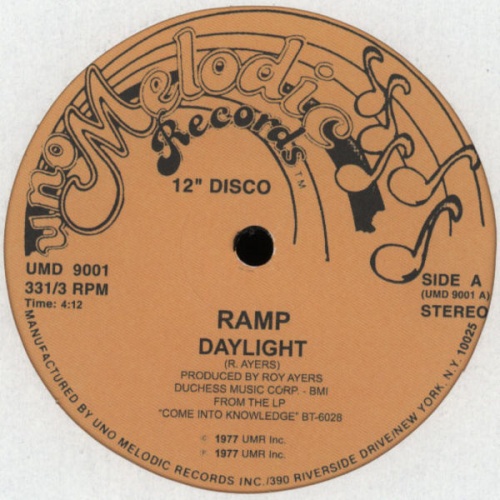 Uno Melodic
Records™
12" DISCO
UMD 9001
331/3 RPM
Time: 4:12
SIDE A
(UMD 9001 A)
STEREO
RAMP
DAYLIGHT
(R. AYERS)
PRODUCED BY ROY AYERS
DUCHESS MUSIC CORP. - BMI
FROM THE LP
"COME INTO KNOWLEDGE" BT-6028
© 1977 UMR Inc.
℗ 1977 UMR Inc.
MANUFACTURED BY UNO MELODIC RECORDS INC./390 RIVERSIDE DRIVE/NEW YORK, N.Y. 10025